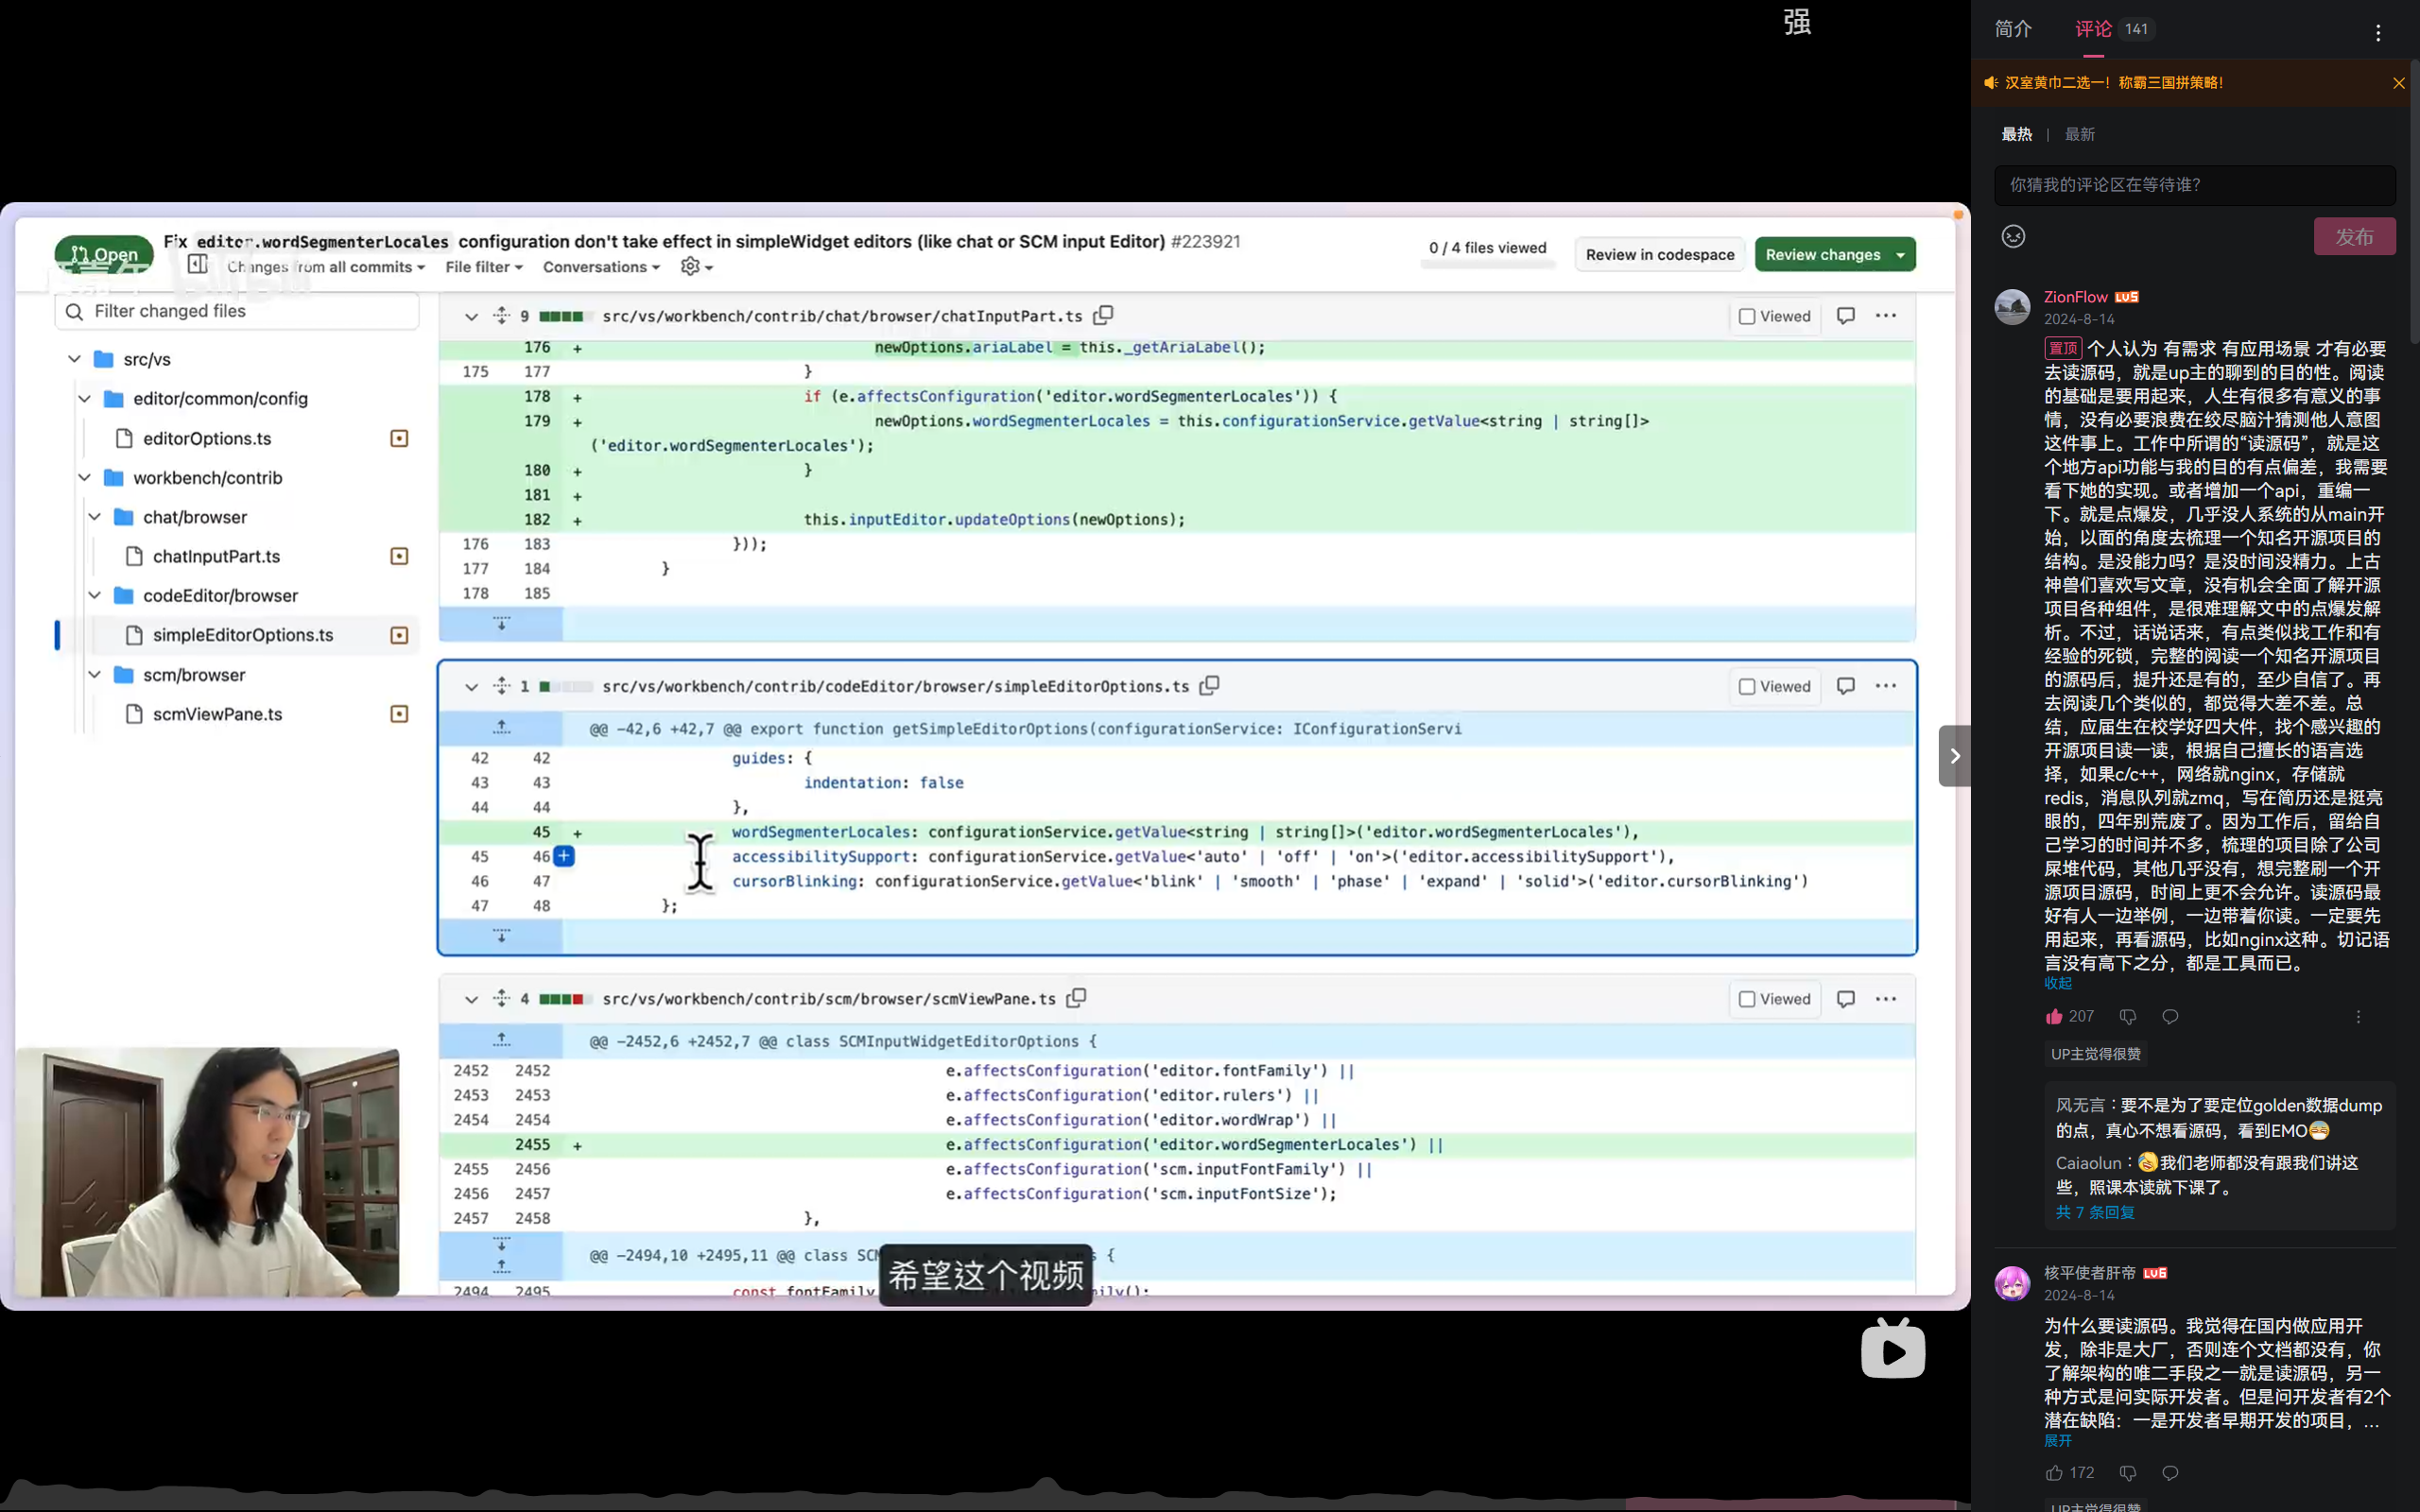 强
Open
Fix editor.wordSegmenterLocales configuration don't take effect in simpleWidget editors (like chat or SCM input Editor) #223921
Changes from all commits
File filter
Conversations
0 / 4 files viewed
Review in codespace
Review changes
Filter changed files
src/vs
editor/common/config
editorOptions.ts
workbench/contrib
chat/browser
chatInputPart.ts
codeEditor/browser
simpleEditorOptions.ts
scm/browser
scmViewPane.ts
9 src/vs/workbench/contrib/chat/browser/chatInputPart.ts
Viewed
176 + newOptions.ariaLabel = this._getAriaLabel();
175 177 }
178 + if (e.affectsConfiguration('editor.wordSegmenterLocales')) {
179 + newOptions.wordSegmenterLocales = this.configurationService.getValue<string | string[]>
('editor.wordSegmenterLocales');
180 + }
181 +
182 + this.inputEditor.updateOptions(newOptions);
176 183 }));
177 184 }
178 185
1 src/vs/workbench/contrib/codeEditor/browser/simpleEditorOptions.ts
Viewed
@@ -42,6 +42,7 @@ export function getSimpleEditorOptions(configurationService: IConfigurationServi
42 42 guides: {
43 43 indentation: false
44 44 },
45 + wordSegmenterLocales: configurationService.getValue<string | string[]>('editor.wordSegmenterLocales'),
45 46 accessibilitySupport: configurationService.getValue<'auto' | 'off' | 'on'>('editor.accessibilitySupport'),
46 47 cursorBlinking: configurationService.getValue<'blink' | 'smooth' | 'phase' | 'expand' | 'solid'>('editor.cursorBlinking')
47 48 };
4 src/vs/workbench/contrib/scm/browser/scmViewPane.ts
Viewed
@@ -2452,6 +2452,7 @@ class SCMInputWidgetEditorOptions {
2452 2452 e.affectsConfiguration('editor.fontFamily') ||
2453 2453 e.affectsConfiguration('editor.rulers') ||
2454 2454 e.affectsConfiguration('editor.wordWrap') ||
2455 + e.affectsConfiguration('editor.wordSegmenterLocales') ||
2455 2456 e.affectsConfiguration('scm.inputFontFamily') ||
2456 2457 e.affectsConfiguration('scm.inputFontSize');
2457 2458 },
@@ -2494,10 +2495,11 @@ class {
2494 2495 const fontFamily
希望这个视频
简介
评论 141
汉室黄巾二选一！称霸三国拼策略！
最热 | 最新
你猜我的评论区在等待谁？
发布
ZionFlow LV5
2024-8-14
置顶 个人认为 有需求 有应用场景 才有必要
去读源码，就是up主的聊到的目的性。阅读
的基础是要用起来，人生有很多有意义的事
情，没有必要浪费在绞尽脑汁猜测他人意图
这件事上。工作中所谓的“读源码”，就是这
个地方api功能与我的目的有点偏差，我需要
看下她的实现。或者增加一个api，重编一
下。就是点爆发，几乎没人系统的从main开
始，以面的角度去梳理一个知名开源项目的
结构。是没能力吗？是没时间没精力。上古
神兽们喜欢写文章，没有机会全面了解开源
项目各种组件，是很难理解文中的点爆发解
析。不过，话说话来，有点类似找工作和有
经验的死锁，完整的阅读一个知名开源项目
的源码后，提升还是有的，至少自信了。再
去阅读几个类似的，都觉得大差不差。总
结，应届生在校学好四大件，找个感兴趣的
开源项目读一读，根据自己擅长的语言选
择，如果c/c++，网络就nginx，存储就
redis，消息队列就zmq，写在简历还是挺亮
眼的，四年别荒废了。因为工作后，留给自
己学习的时间并不多，梳理的项目除了公司
屎堆代码，其他几乎没有，想完整刷一个开
源项目源码，时间上更不会允许。读源码最
好有人一边举例，一边带着你读。一定要先
用起来，再看源码，比如nginx这种。切记语
言没有高下之分，都是工具而已。
收起
207
UP主觉得很赞
风无言：要不是为了要定位golden数据dump
的点，真心不想看源码，看到EMO
Caiaolun：我们老师都没有跟我们讲这
些，照课本读就下课了。
共 7 条回复
核平使者肝帝 LV6
2024-8-14
为什么要读源码。我觉得在国内做应用开
发，除非是大厂，否则连个文档都没有，你
了解架构的唯二手段之一就是读源码，另一
种方式是问实际开发者。但是问开发者有2个
潜在缺陷：一是开发者早期开发的项目，...
展开
172
UP主觉得很赞